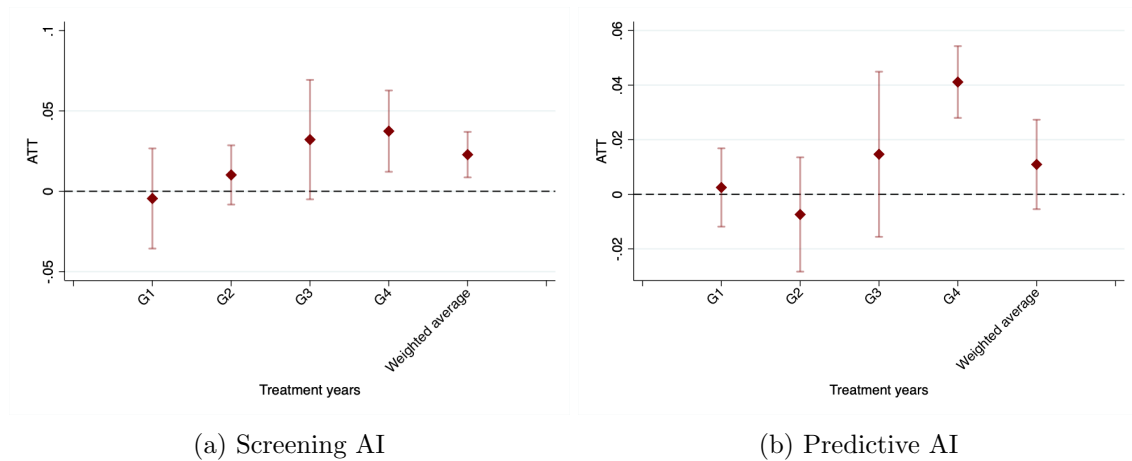 .1
.05
0
-.05
ATT
G1
G2
G3
G4
Weighted average
Treatment years
(a) Screening AI
.06
.04
.02
0
-.02
ATT
G1
G2
G3
G4
Weighted average
Treatment years
(b) Predictive AI